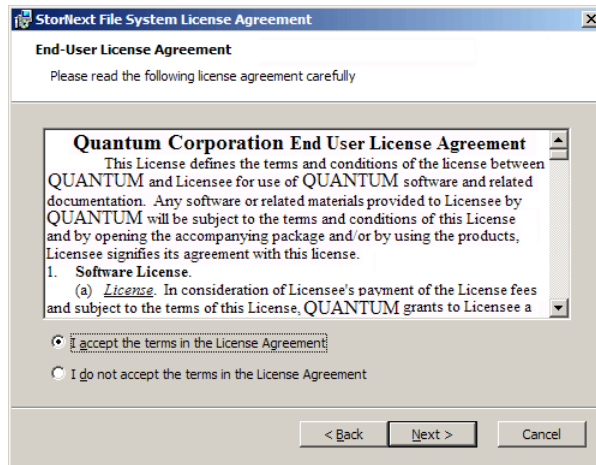 StorNext File System License Agreement
End-User License Agreement
Please read the following license agreement carefully
Quantum Corporation End User License Agreement
This License defines the terms and conditions of the license between
QUANTUM and Licensee for use of QUANTUM software and related
documentation. Any software or related materials provided to Licensee by
QUANTUM will be subject to the terms and conditions of this License
and by opening the accompanying package and/or by using the products,
Licensee signifies its agreement with this license.
1. Software License.
(a) License. In consideration of Licensee's payment of the License fees
and subject to the terms of this License, QUANTUM grants to Licensee a
I accept the terms in the License Agreement
I do not accept the terms in the License Agreement
< Back Next > Cancel